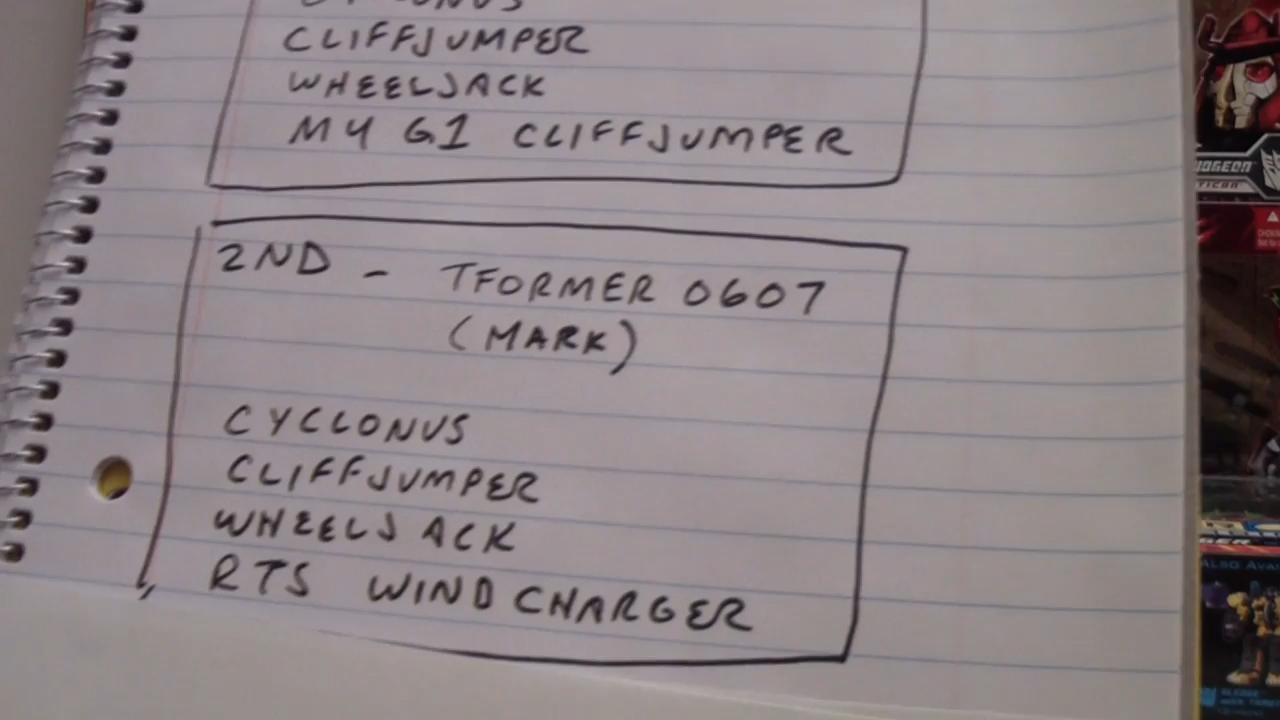 CLIFFJUMPER
WHEELJACK
MY G1 CLIFFJUMPER
2ND - TFORMER 0607
(MARK)
CYCLONUS
CLIFFJUMPER
WHEELJACK
RTS WINDCHARGER